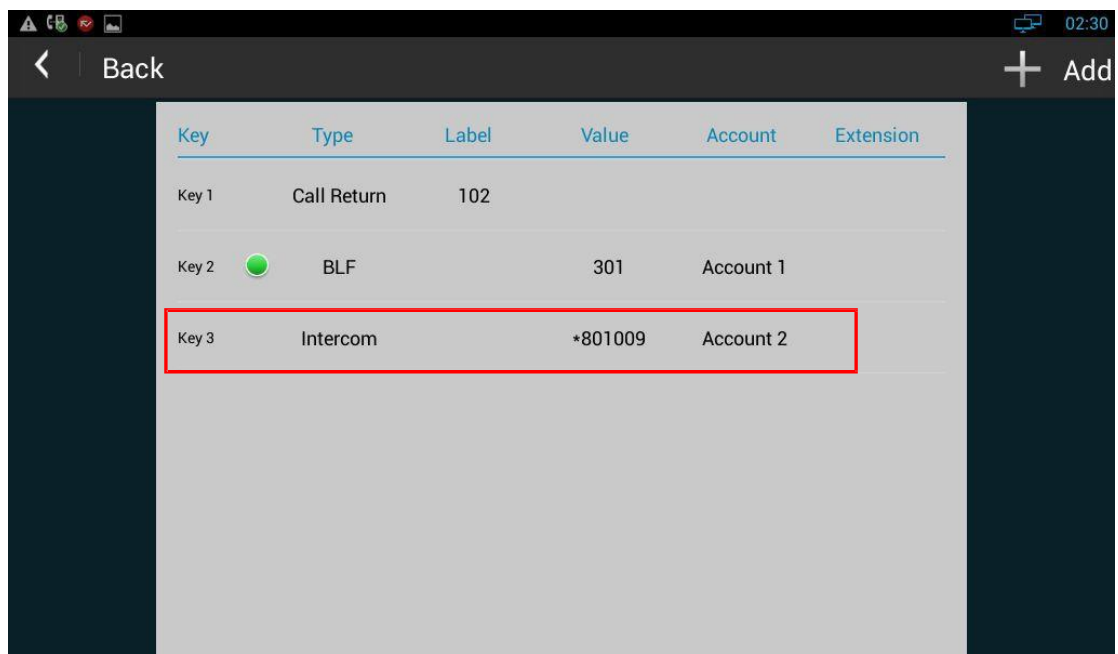 02:30
Back Add
Key Type Label Value Account Extension
Key 1 Call Return 102
Key 2 BLF 301 Account 1
Key 3 Intercom *801009 Account 2